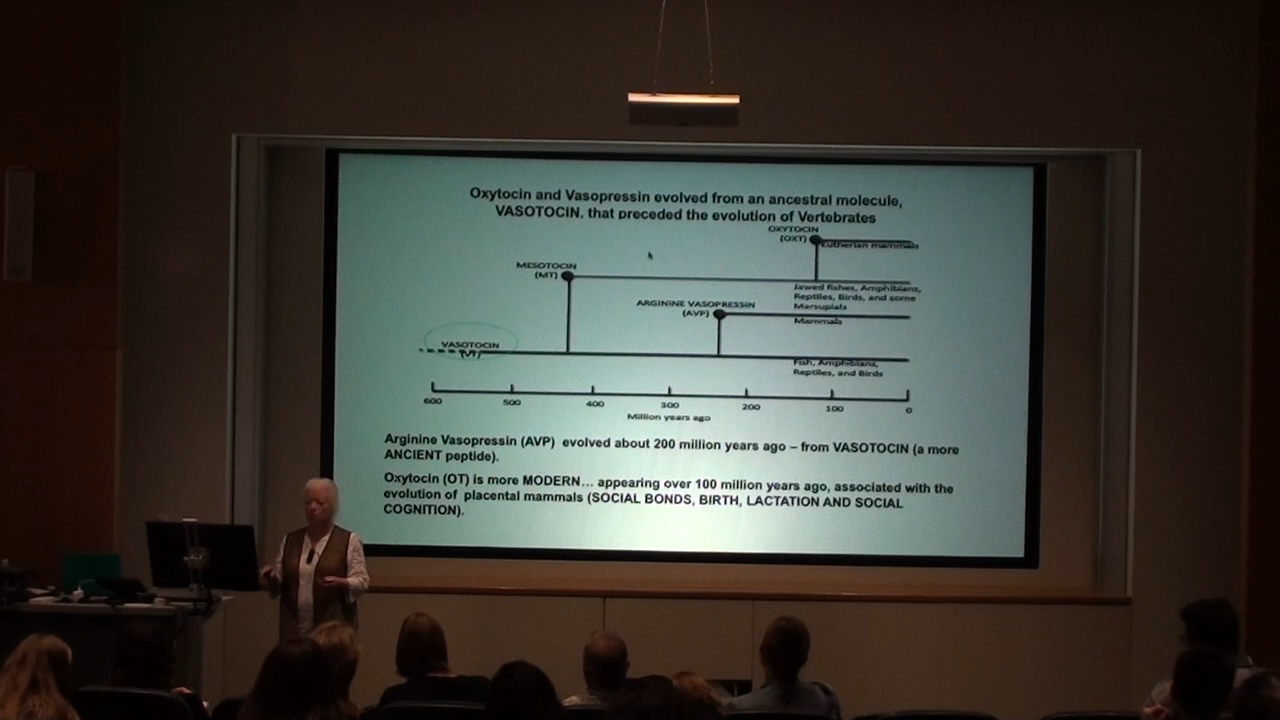 Oxytocin and Vasopressin evolved from an ancestral molecule,
VASOTOCIN, that preceded the evolution of Vertebrates
OXYTOCIN
(OXT)
Eutherian mammals
MESOTOCIN
(MT)
Jawed fishes, Amphibians,
Reptiles, Birds, and some
Marsupials
ARGININE VASOPRESSIN
(AVP)
Mammals
VASOTOCIN
(VT)
Fish, Amphibians,
Reptiles, and Birds
600 500 400 300 200 100 0
Million years ago
Arginine Vasopressin (AVP) evolved about 200 million years ago – from VASOTOCIN (a more
ANCIENT peptide).
Oxytocin (OT) is more MODERN... appearing over 100 million years ago, associated with the
evolution of placental mammals (SOCIAL BONDS, BIRTH, LACTATION AND SOCIAL
COGNITION).